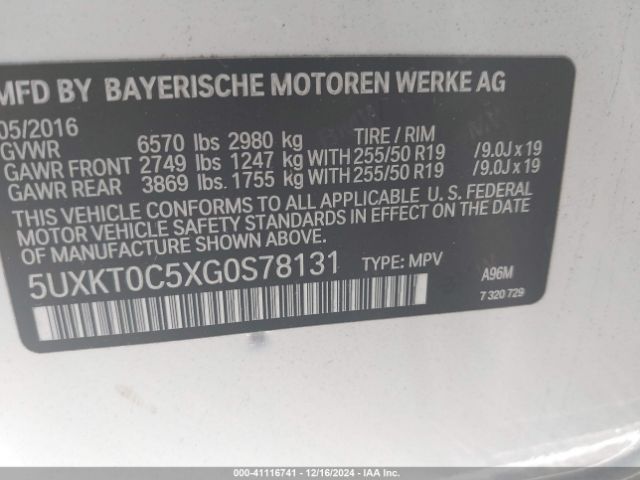 MFD BY BAYERISCHE MOTOREN WERKE AG
05/2016
GVWR 6570 lbs 2980 kg TIRE / RIM
GAWR FRONT 2749 lbs 1247 kg WITH 255/50 R19 /9.0J x 19
GAWR REAR 3869 lbs. 1755 kg WITH 255/50 R19 /9.0J x 19
THIS VEHICLE CONFORMS TO ALL APPLICABLE U. S. FEDERAL
MOTOR VEHICLE SAFETY STANDARDS IN EFFECT ON THE DATE
OF MANUFACTURE SHOWN ABOVE.
5UXKT0C5XG0S78131 TYPE: MPV A96M
7 320 729
000-41116741 / 12/16/2024 - IAA Inc.